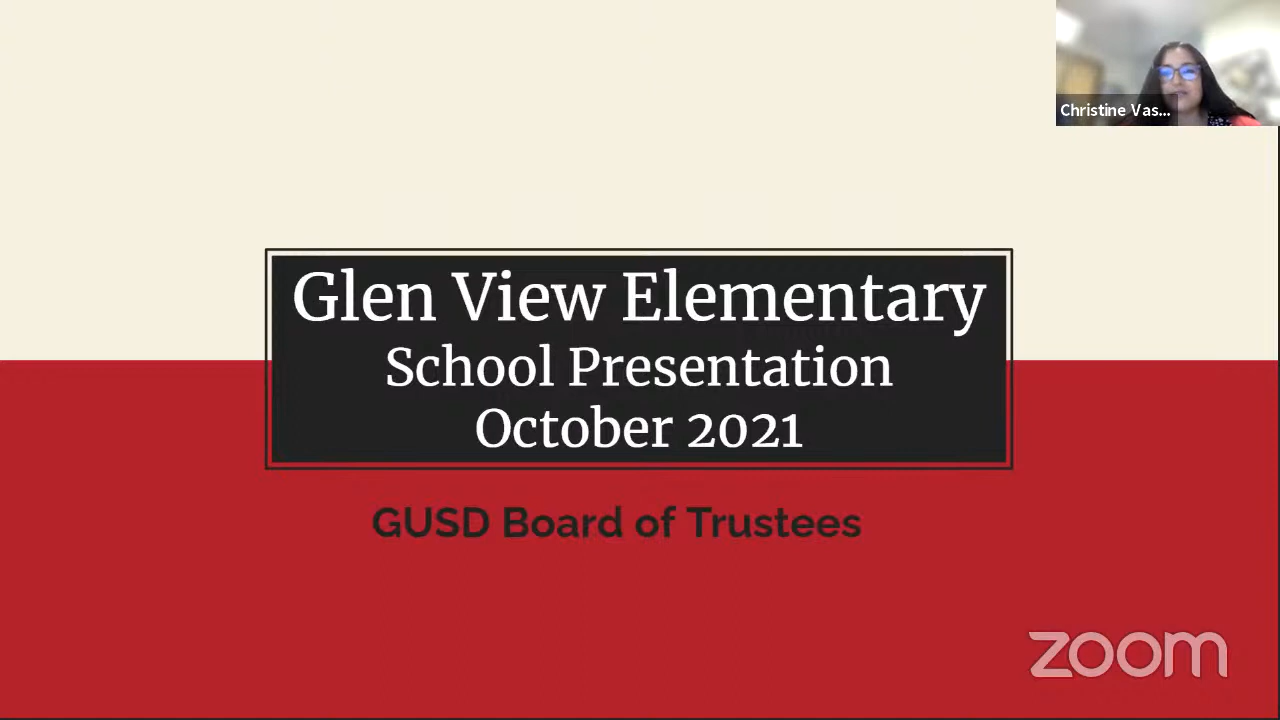 Christine Vas...
Glen View Elementary
School Presentation
October 2021
GUSD Board of Trustees
zoom